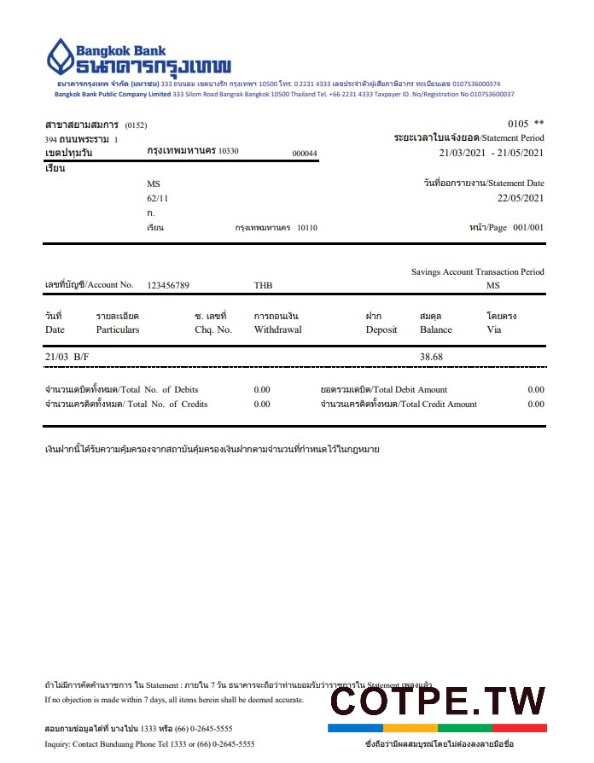 Bangkok Bank
ธนาคารกรุงเทพ
ธนาคารกรุงเทพ จำกัด (มหาชน) 333 ถนนสีลม เขตบางรัก กรุงเทพฯ 10500 โทร. 0 2231 4333 เลขประจำตัวผู้เสียภาษีอากร ทะเบียนเลข 0107536000374
Bangkok Bank Public Company Limited 333 Silom Road Bangrak Bangkok 10500 Thailand Tel. +66 2231 4333 Taxpayer ID. No/Registration No 010753600037
สาขาสยามสมการ (0152)
0105 **
394 ถนนพระราม 1
ระยะเวลาใบแจ้งยอด/Statement Period
เขตปทุมวัน กรุงเทพมหานคร 10330 000044
21/03/2021 - 21/05/2021
เรียน
MS
วันที่ออกรายงาน/Statement Date
62/11
22/05/2021
ก.
เรียน กรุงเทพมหานคร 10110
หน้า/Page 001/001
Savings Account Transaction Period
เลขที่บัญชี/Account No. 123456789 THB MS
วันที่ รายละเอียด ช. เลขที่ การถอนเงิน ฝาก สมดุล โดยตรง
Date Particulars Chq. No. Withdrawal Deposit Balance Via
21/03 B/F 38.68
จำนวนเดบิตทั้งหมด/Total No. of Debits 0.00 ยอดรวมเดบิต/Total Debit Amount 0.00
จำนวนเครดิตทั้งหมด/ Total No. of Credits 0.00 จำนวนเครดิตทั้งหมด/Total Credit Amount 0.00
เงินฝากนี้ได้รับความคุ้มครองจากสถาบันคุ้มครองเงินฝากตามจำนวนที่กำหนดไว้ในกฎหมาย
ถ้าไม่มีการคัดค้านราชการ ใน Statement : ภายใน 7 วัน ธนาคารจะถือว่าท่านยอมรับว่าราชการใน Statement
If no objection is made within 7 days, all items herein shall be deemed accurate.
COTPE.TW
สอบถามข้อมูลได้ที่ บางโปน 1333 หรือ (66) 0-2645-5555
Inquiry: Contact Bunduang Phone Tel 1333 or (66) 0-2645-5555
ซึ่งถือว่ามีผลสมบูรณ์โดยไม่ต้องลงลายมือชื่อ